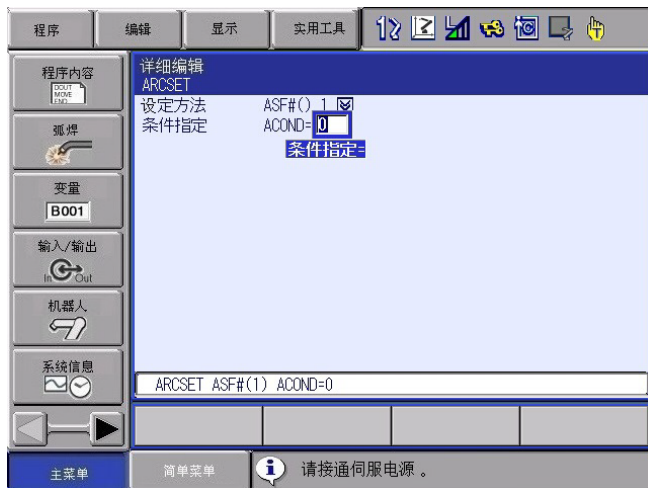 程序
编辑
显示
实用工具
程序内容
DOUT
MOVE
END
弧焊
变量
B001
输入/输出
In Out
机器人
系统信息
详细编辑
ARCSET
设定方法 ASF#() 1
条件指定 ACOND= 0
条件指定=
ARCSET ASF#(1) ACOND=0
主菜单
简单菜单
请接通伺服电源 。